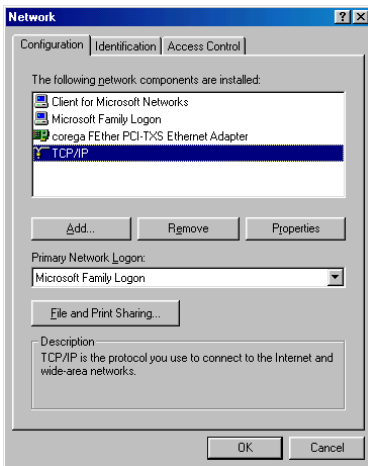 Network
Configuration Identification Access Control
The following network components are installed:
Client for Microsoft Networks
Microsoft Family Logon
corega FEther PCI-TXS Ethernet Adapter
TCP/IP
Add... Remove Properties
Primary Network Logon:
Microsoft Family Logon
File and Print Sharing...
Description
TCP/IP is the protocol you use to connect to the Internet and
wide-area networks.
OK Cancel